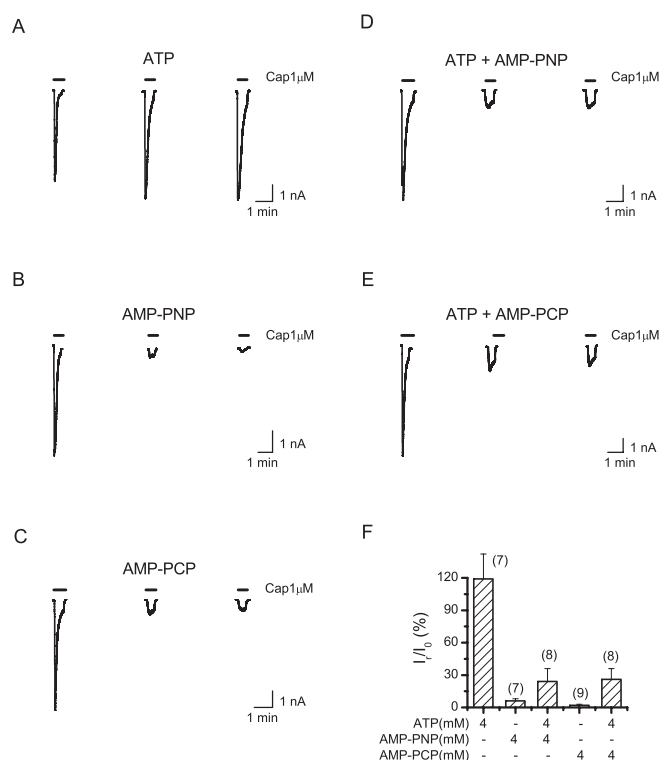 A
ATP
Cap1μM
1 nA
1 min
B
AMP-PNP
Cap1μM
1 nA
1 min
C
AMP-PCP
Cap1μM
1 nA
1 min
D
ATP + AMP-PNP
Cap1μM
1 nA
1 min
E
ATP + AMP-PCP
Cap1μM
1 nA
1 min
F
120
90
60
30
0
Ir/I0 (%)
(7)
(7)
(8)
(9)
(8)
ATP(mM) 4 - 4 - 4
AMP-PNP(mM) - 4 4 - -
AMP-PCP(mM) - - - 4 4